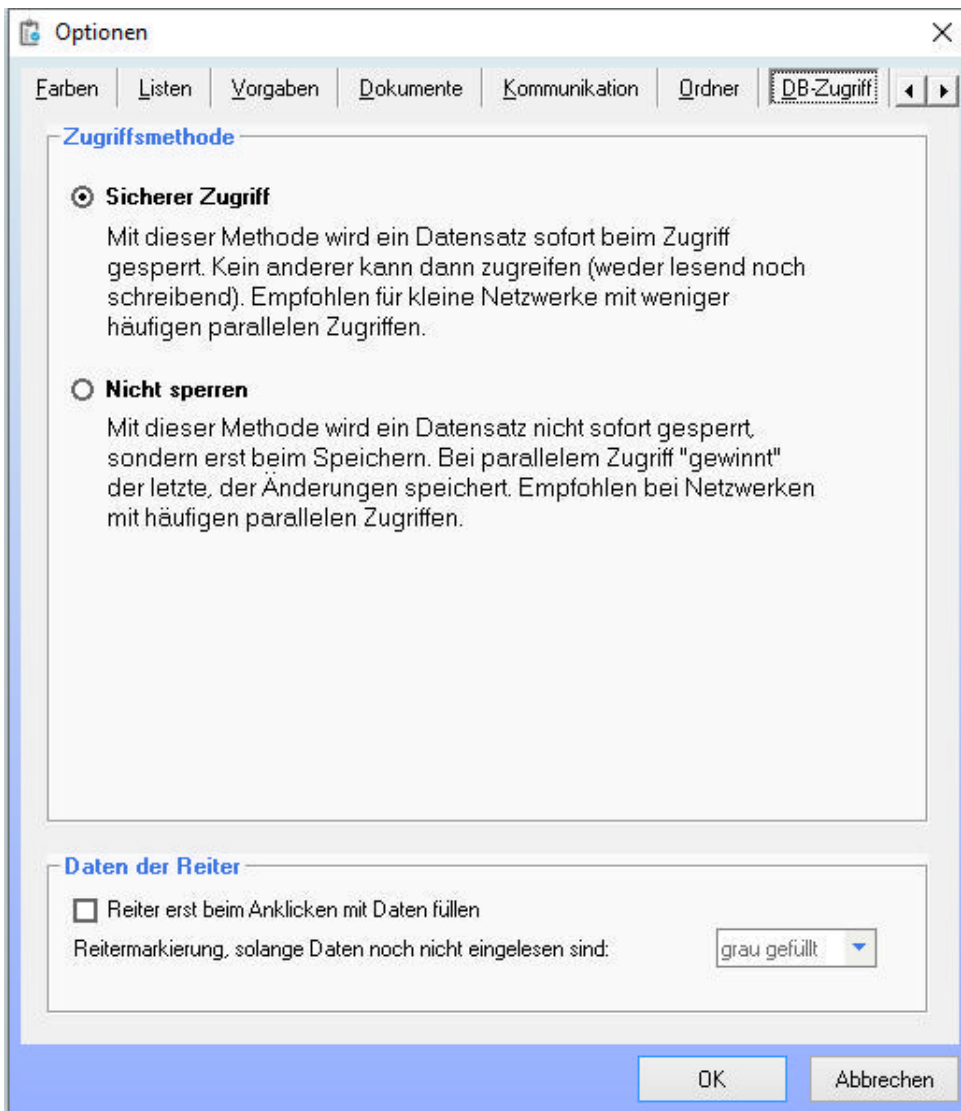 Optionen
Farben Listen Vorgaben Dokumente Kommunikation Ordner DB-Zugriff
Zugriffsmethode
Sicherer Zugriff
Mit dieser Methode wird ein Datensatz sofort beim Zugriff
gesperrt. Kein anderer kann dann zugreifen (weder lesend noch
schreibend). Empfohlen für kleine Netzwerke mit weniger
häufigen parallelen Zugriffen.
Nicht sperren
Mit dieser Methode wird ein Datensatz nicht sofort gesperrt,
sondern erst beim Speichern. Bei parallelem Zugriff "gewinnt"
der letzte, der Änderungen speichert. Empfohlen bei Netzwerken
mit häufigen parallelen Zugriffen.
Daten der Reiter
Reiter erst beim Anklicken mit Daten füllen
Reitermarkierung, solange Daten noch nicht eingelesen sind: grau gefüllt
OK Abbrechen